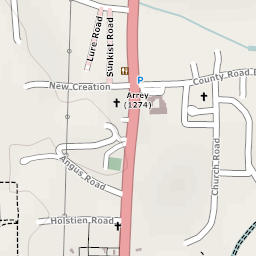 Lure Road
Sunkist Road
P
New Creation
County Road E
Arrey
(1274)
Angus Road
Church Road
Holstien Road